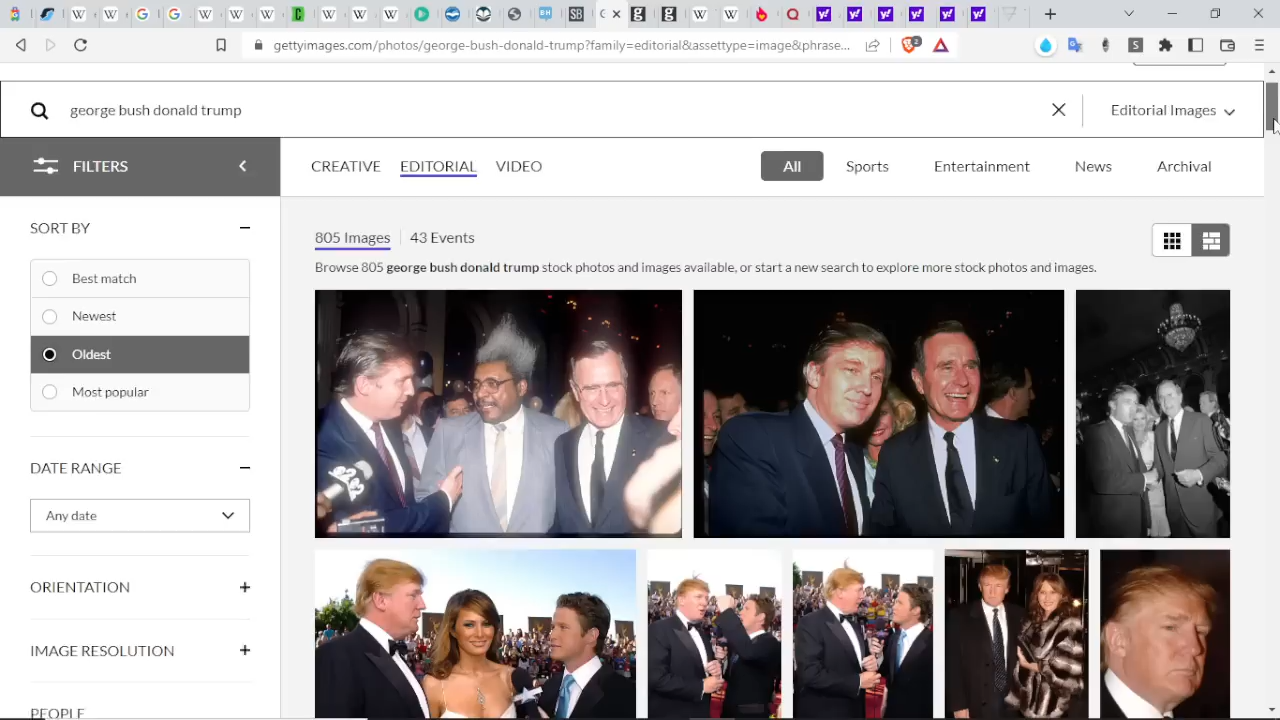 gettyimages.com/photos/george-bush-donald-trump?family=editorial&assettype=image&phrase...
2
george bush donald trump
Editorial Images
FILTERS
CREATIVE EDITORIAL VIDEO
All Sports Entertainment News Archival
SORT BY
805 Images 43 Events
Browse 805 george bush donald trump stock photos and images available, or start a new search to explore more stock photos and images.
Best match
Newest
Oldest
Most popular
DATE RANGE
Any date
ORIENTATION
IMAGE RESOLUTION
PEOPLE